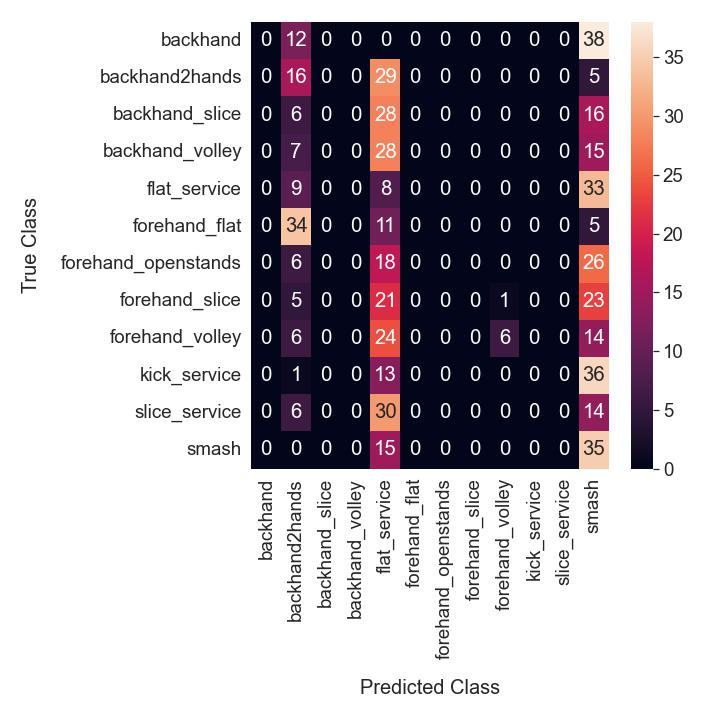 backhand 0 12 0 0 0 0 0 0 0 0 0 38
backhand2hands 0 16 0 0 29 0 0 0 0 0 0 5
backhand_slice 0 6 0 0 28 0 0 0 0 0 0 16
backhand_volley 0 7 0 0 28 0 0 0 0 0 0 15
flat_service 0 9 0 0 8 0 0 0 0 0 0 33
forehand_flat 0 34 0 0 11 0 0 0 0 0 0 5
forehand_openstands 0 6 0 0 18 0 0 0 0 0 0 26
forehand_slice 0 5 0 0 21 0 0 0 1 0 0 23
forehand_volley 0 6 0 0 24 0 0 0 6 0 0 14
kick_service 0 1 0 0 13 0 0 0 0 0 0 36
slice_service 0 6 0 0 30 0 0 0 0 0 0 14
smash 0 0 0 0 15 0 0 0 0 0 0 35
True Class
backhand
backhand2hands
backhand_slice
backhand_volley
flat_service
forehand_flat
forehand_openstands
forehand_slice
forehand_volley
kick_service
slice_service
smash
Predicted Class
35
30
25
20
15
10
5
0